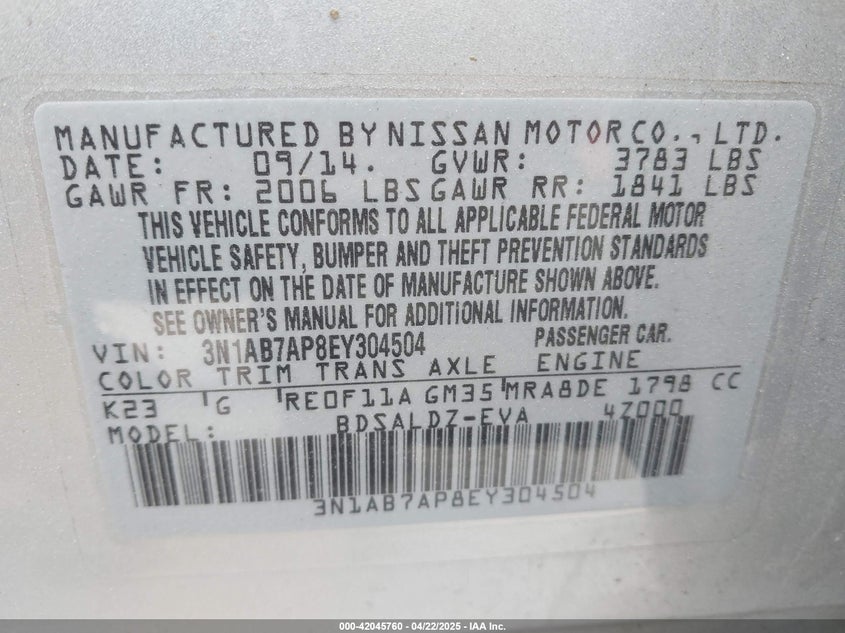 MANUFACTURED BY NISSAN MOTOR CO., LTD.
DATE: 09/14. GVWR: 3783 LBS
GAWR FR: 2006 LBS GAWR RR: 1841 LBS
THIS VEHICLE CONFORMS TO ALL APPLICABLE FEDERAL MOTOR
VEHICLE SAFETY, BUMPER AND THEFT PREVENTION STANDARDS
IN EFFECT ON THE DATE OF MANUFACTURE SHOWN ABOVE.
SEE OWNER'S MANUAL FOR ADDITIONAL INFORMATION.
VIN: 3N1AB7AP8EY304504 PASSENGER CAR.
COLOR TRIM TRANS AXLE ENGINE
K23 G RE0F11A GM35 MRA8DE 1798 CC
MODEL: BDSALDZ-EVA 4Z000
3N1AB7AP8EY304504
000-42045760 - 04/22/2025 - IAA Inc.